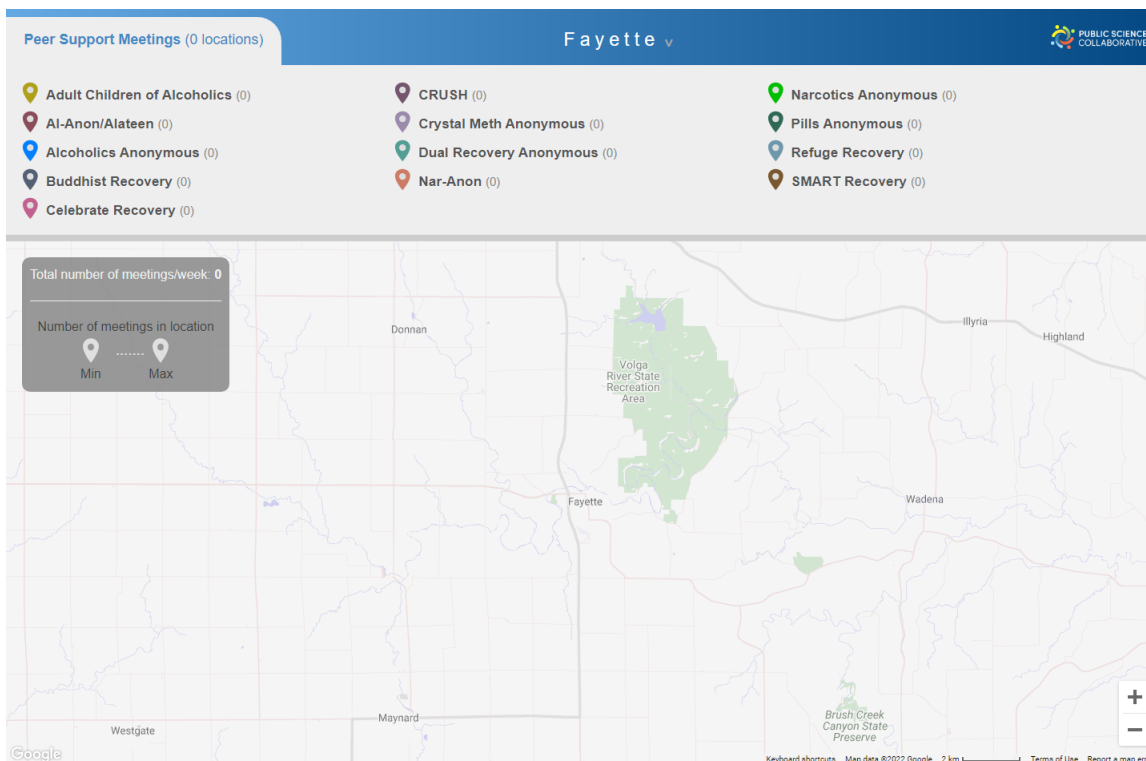 Peer Support Meetings (0 locations)
Fayette v
PUBLIC SCIENCE
COLLABORATIVE
Adult Children of Alcoholics (0)
Al-Anon/Alateen (0)
Alcoholics Anonymous (0)
Buddhist Recovery (0)
Celebrate Recovery (0)
CRUSH (0)
Crystal Meth Anonymous (0)
Dual Recovery Anonymous (0)
Nar-Anon (0)
Narcotics Anonymous (0)
Pills Anonymous (0)
Refuge Recovery (0)
SMART Recovery (0)
Total number of meetings/week: 0
Number of meetings in location
Min ....... Max
Donnan
Illyria
Highland
Volga
River State
Recreation
Area
Fayette
Wadena
Maynard
Westgate
Brush Creek
Canyon State
Preserve
+
−
Google
Keyboard shortcuts Map data ©2022 Google 2 km Terms of Use Report a map er